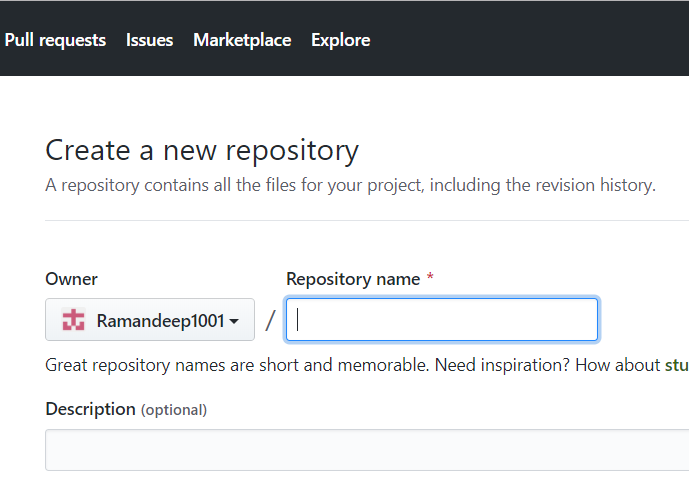 Pull requests Issues Marketplace Explore
Create a new repository
A repository contains all the files for your project, including the revision history.
Owner Repository name *
Ramandeep1001 /
Great repository names are short and memorable. Need inspiration? How about stu
Description (optional)